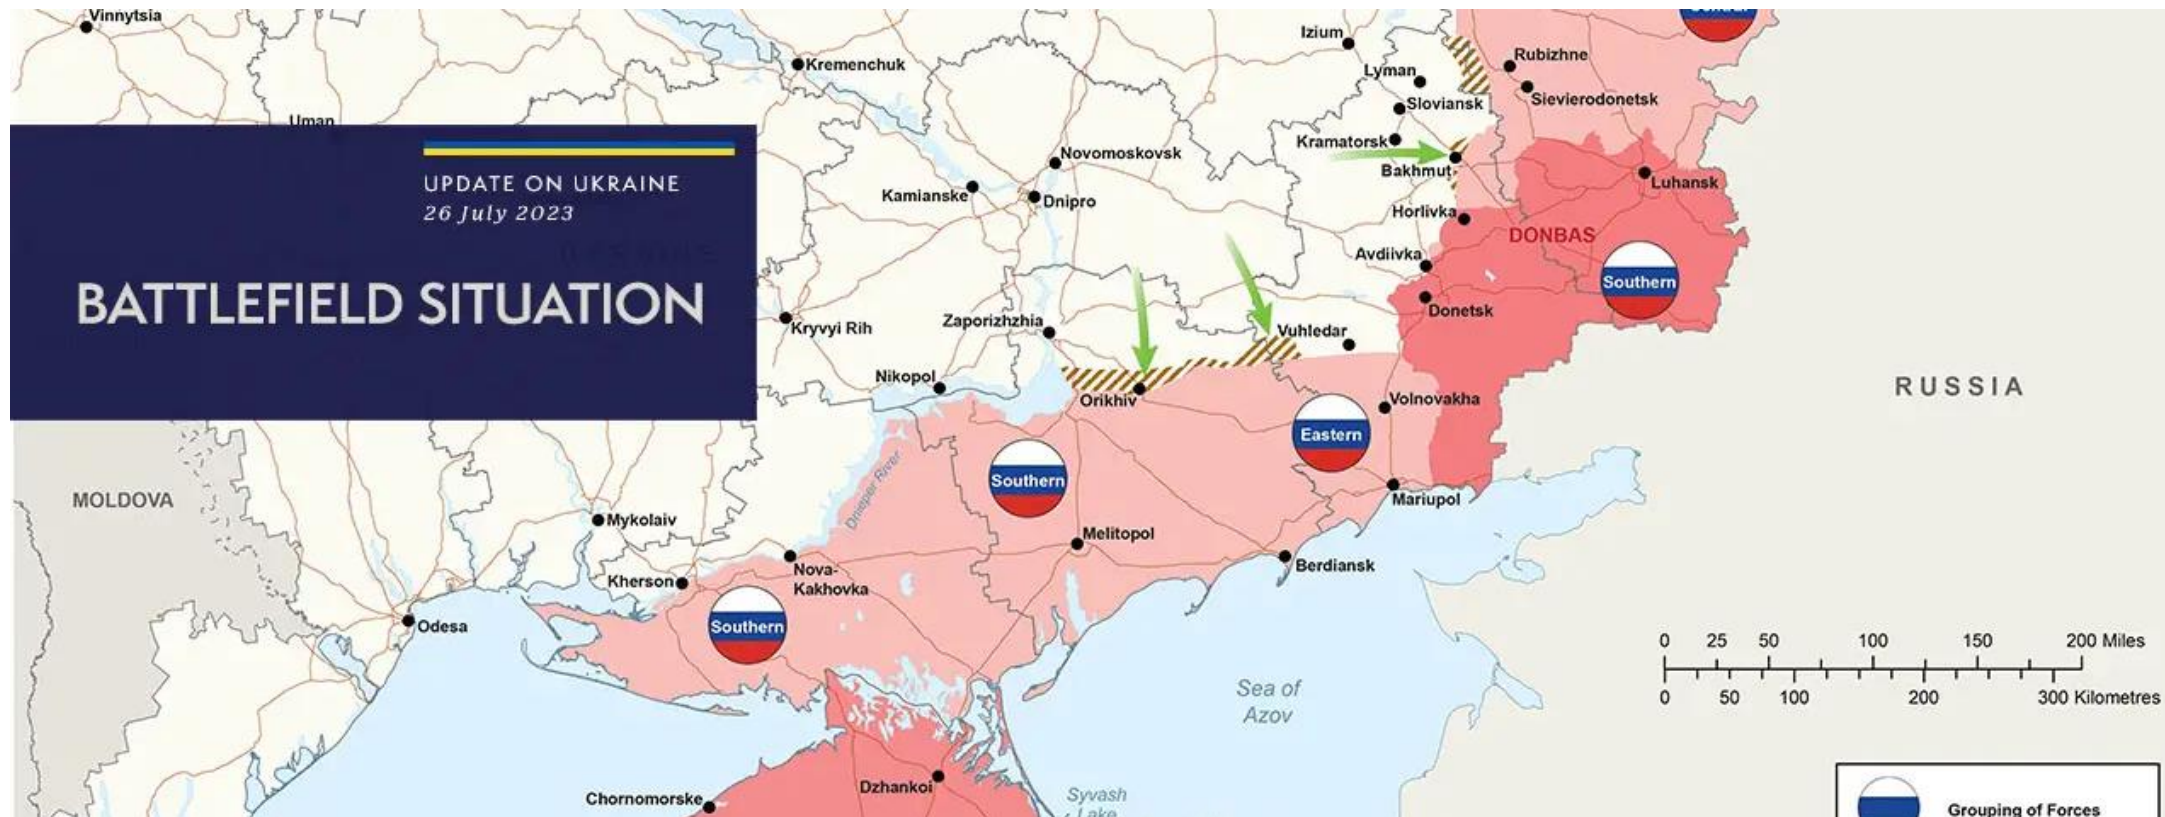 Vinnytsia
Kremenchuk
Izium
Rubizhne
Lyman
Sloviansk
Sievierodonetsk
Uman
Kramatorsk
Novomoskovsk
Bakhmut
UPDATE ON UKRAINE
26 July 2023
Kamianske
Dnipro
Luhansk
Horlivka
DONBAS
Avdiivka
Southern
BATTLEFIELD SITUATION
Donetsk
Zaporizhzhia
Kryvyi Rih
Vuhledar
Nikopol
RUSSIA
Orikhiv
Volnovakha
Eastern
Southern
Dnieper River
MOLDOVA
Mariupol
Mykolaiv
Melitopol
Berdiansk
Nova-
Kakhovka
Kherson
Southern
Odesa
0 25 50 100 150 200 Miles
0 50 100 200 300 Kilometres
Sea of
Azov
Dzhankoi
Chornomorske
Syvash
Lake
Grouping of Forces